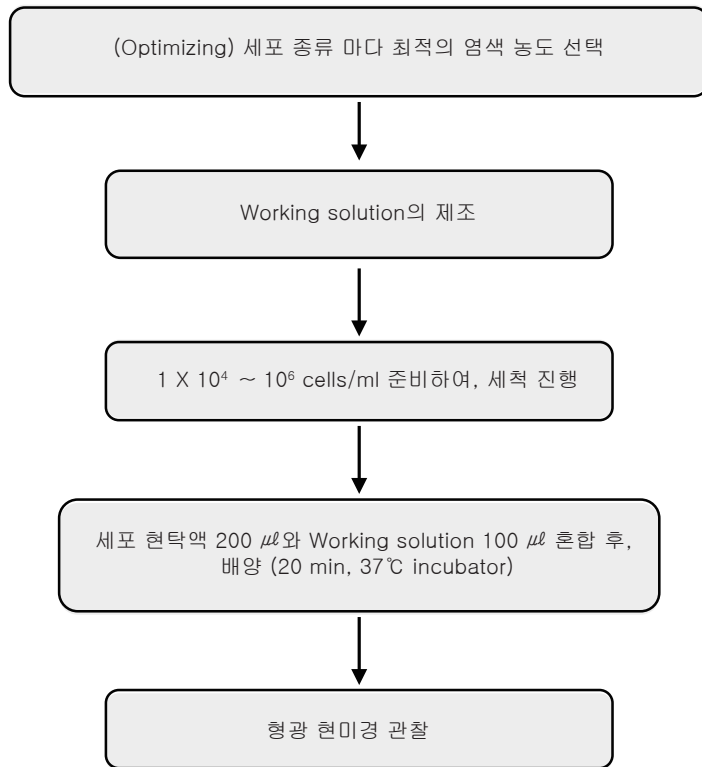 (Optimizing) 세포 종류 마다 최적의 염색 농도 선택
Working solution의 제조
1 X 10⁴ ~ 10⁶ cells/ml 준비하여, 세척 진행
세포 현탁액 200 ㎕와 Working solution 100 ㎕ 혼합 후,
배양 (20 min, 37℃ incubator)
형광 현미경 관찰